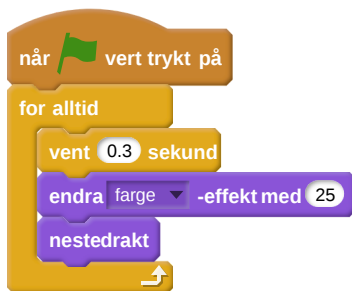 når vert trykt på
for alltid
vent 0.3 sekund
endra farge -effekt med 25
nestedrakt